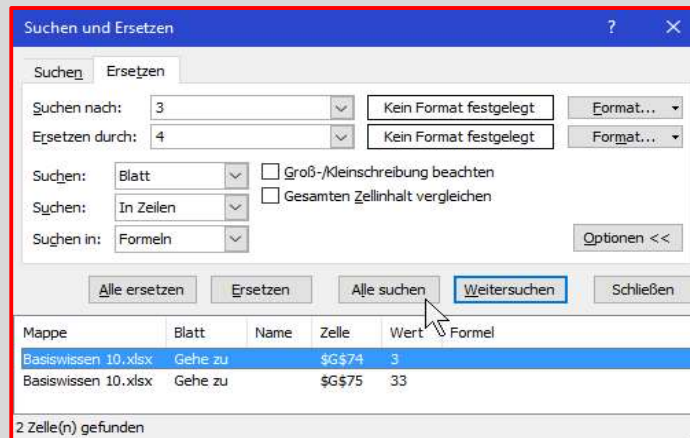 Suchen und Ersetzen ? ×
Suchen Ersetzen
Suchen nach: 3 Kein Format festgelegt Format...
Ersetzen durch: 4 Kein Format festgelegt Format...
Suchen: Blatt Groß-/Kleinschreibung beachten
Gesamten Zellinhalt vergleichen
Suchen: In Zeilen
Suchen in: Formeln Optionen <<
Alle ersetzen Ersetzen Alle suchen Weitersuchen Schließen
Mappe Blatt Name Zelle Wert Formel
Basiswissen 10.xlsx Gehe zu $G$74 3
Basiswissen 10.xlsx Gehe zu $G$75 33
2 Zelle(n) gefunden